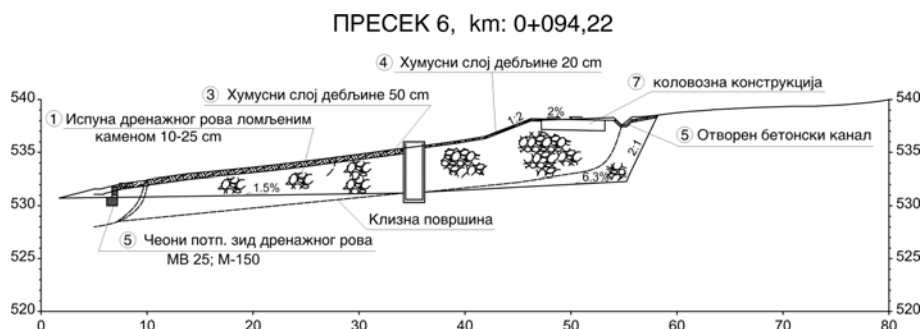 ПРЕСЕК 6, km: 0+094,22
④ Хумусни слој дебљине 20 cm
⑦ коловозна конструкција
③ Хумусни слој дебљине 50 cm
① Испуна дренажног рова ломљеним
каменом 10-25 cm
1:2
2%
⑤ Отворен бетонски канал
2:1
6.3%
1.5%
Клизна површина
⑤ Чеони потп. зид дренажног рова
МВ 25; М-150
540
535
530
525
520
540
535
530
525
520
0 10 20 30 40 50 60 70 80